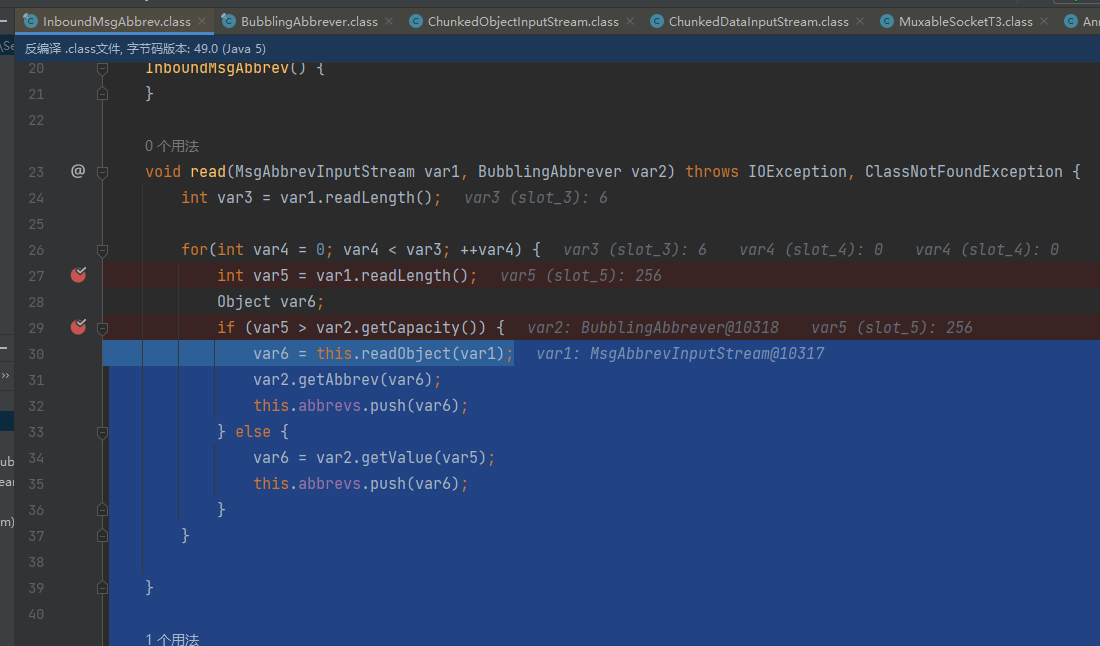 InboundMsgAbbrev.class × BubblingAbbrever.class × ChunkedObjectInputStream.class × ChunkedDataInputStream.class × MuxableSocketT3.class × Ann
\Se 反编译 .class文件, 字节码版本: 49.0 (Java 5)
20 InboundMsgAbbrev() {
21 }
22
0 个用法
23 @ void read(MsgAbbrevInputStream var1, BubblingAbbrever var2) throws IOException, ClassNotFoundException {
24 int var3 = var1.readLength(); var3 (slot_3): 6
25
26 for(int var4 = 0; var4 < var3; ++var4) { var3 (slot_3): 6 var4 (slot_4): 0 var4 (slot_4): 0
27 int var5 = var1.readLength(); var5 (slot_5): 256
28 Object var6;
29 if (var5 > var2.getCapacity()) { var2: BubblingAbbrever@10318 var5 (slot_5): 256
30 var6 = this.readObject(var1); var1: MsgAbbrevInputStream@10317
›› 31 var2.getAbbrev(var6);
32 this.abbrevs.push(var6);
33 } else {
ub 34 var6 = var2.getValue(var5);
ear 35 this.abbrevs.push(var6);
m) 36 }
37 }
38
39 }
40
1 个用法